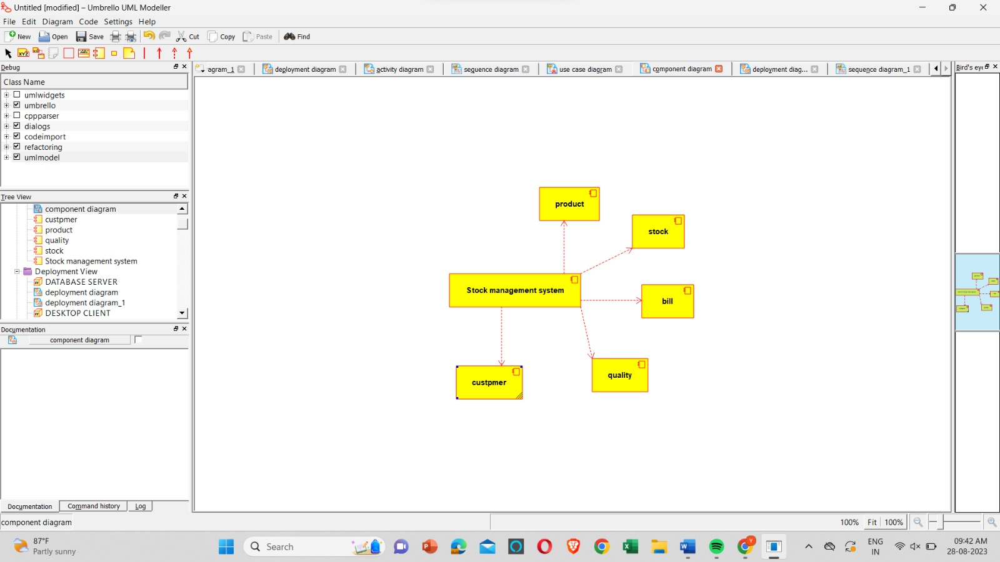 Untitled [modified] – Umbrello UML Modeller
File Edit Diagram Code Settings Help
New Open Save Cut Copy Paste Find
XYZ
Debug
Class Name
umlwidgets
umbrello
cppparser
dialogs
codeimport
refactoring
umlmodel
Tree View
component diagram
custpmer
product
quality
stock
Stock management system
Deployment View
DATABASE SERVER
deployment diagram
deployment diagram_1
DESKTOP CLIENT
Documentation
component diagram
Documentation Command history Log
component diagram
agram_1 deployment diagram activity diagram sequence diagram use case diagram component diagram deployment diag... sequence diagram_1
product
stock
Stock management system
bill
quality
custpmer
Bird's eye
100% Fit 100%
87°F
Partly sunny
Search
ENG
IN
09:42 AM
28-08-2023